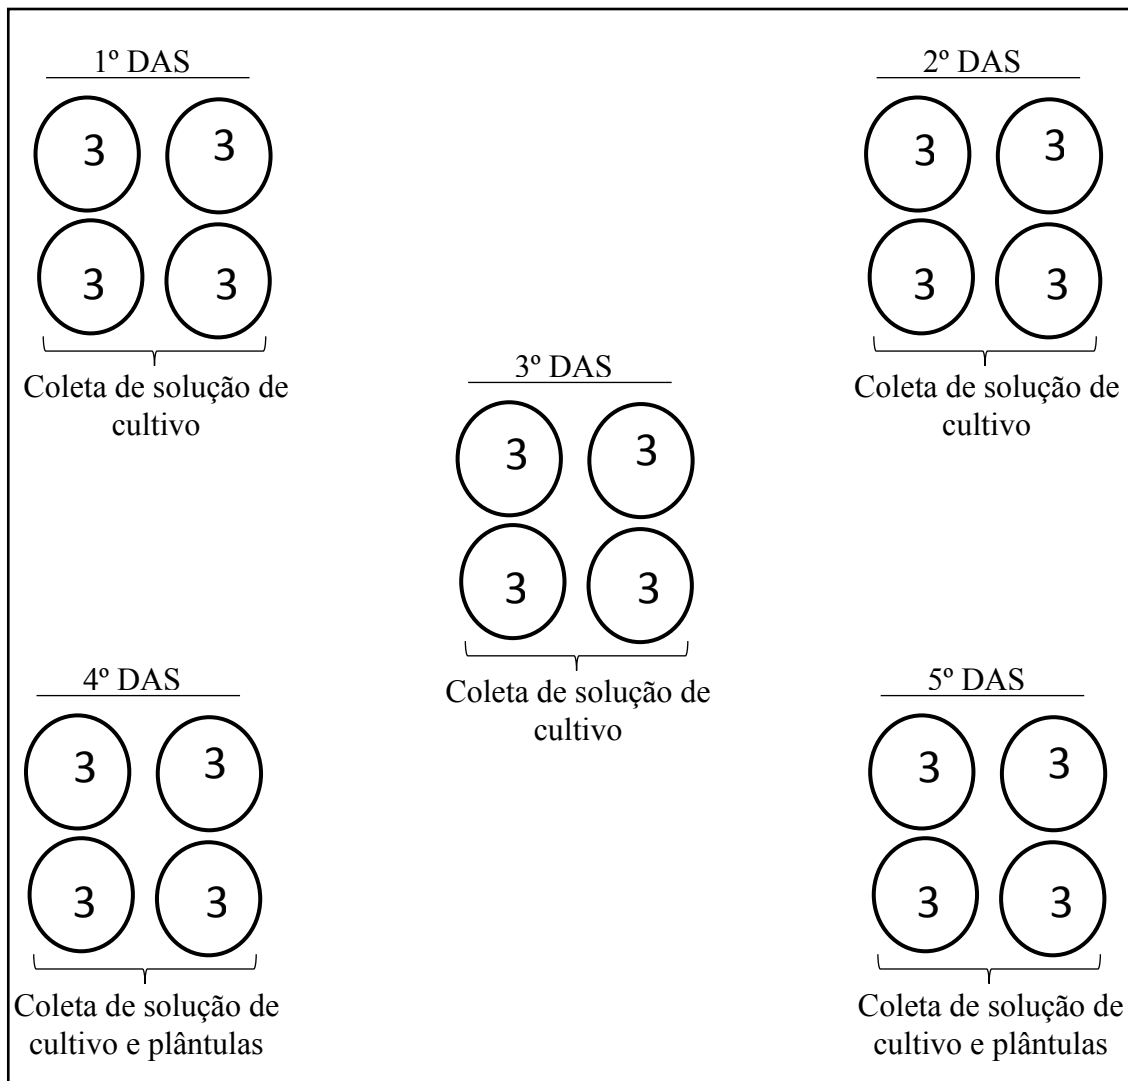 1º DAS
3 3
3 3
Coleta de solução de
cultivo
2º DAS
3 3
3 3
Coleta de solução de
cultivo
3º DAS
3 3
3 3
Coleta de solução de
cultivo
4º DAS
3 3
3 3
Coleta de solução de
cultivo e plântulas
5º DAS
3 3
3 3
Coleta de solução de
cultivo e plântulas